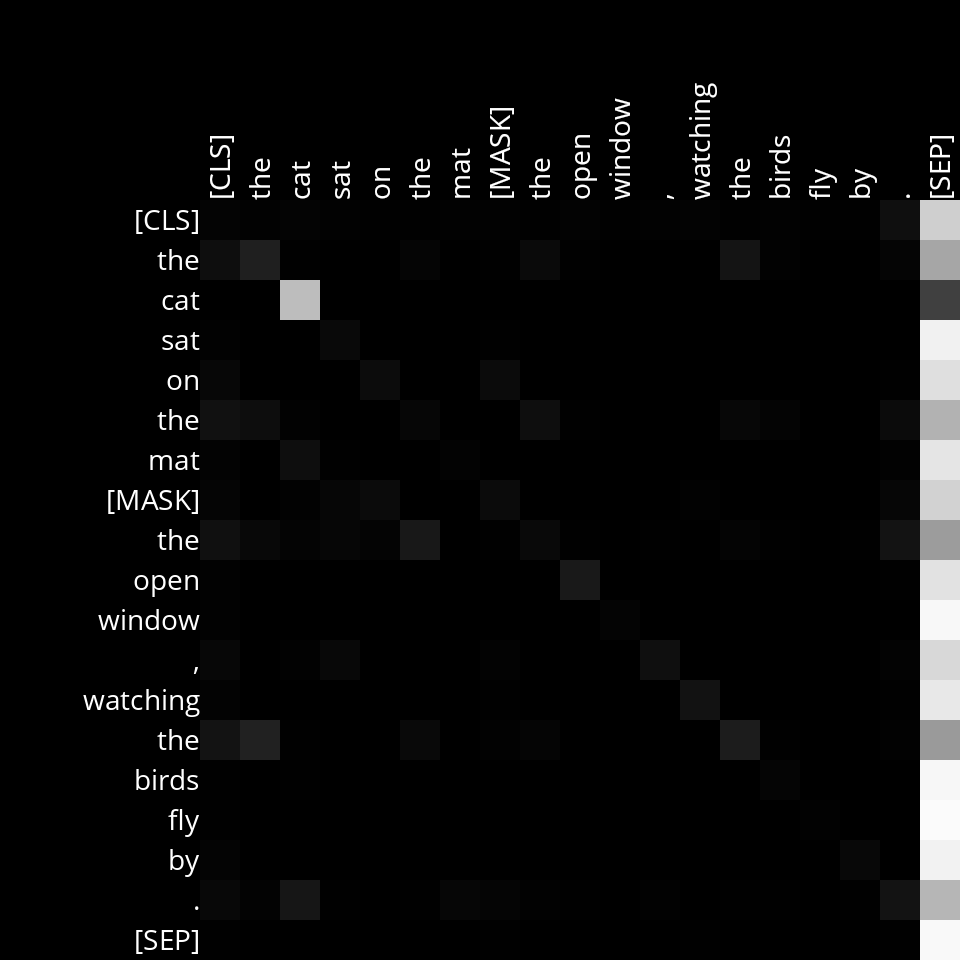 [CLS] the cat sat on the mat [MASK] the open window , watching the birds fly by . [SEP]
[CLS]
the
cat
sat
on
the
mat
[MASK]
the
open
window
,
watching
the
birds
fly
by
.
[SEP]